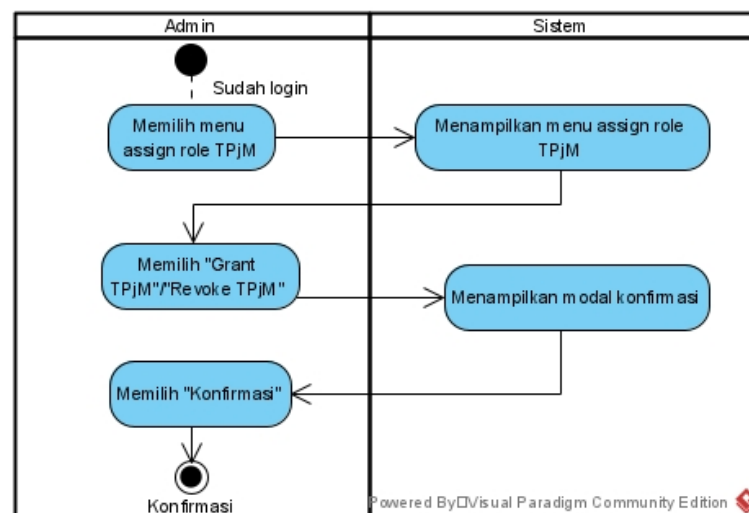 Admin
Sistem
Sudah login
Memilih menu
assign role TPjM
Menampilkan menu assign role
TPjM
Memilih "Grant
TPjM"/"Revoke TPjM"
Menampilkan modal konfirmasi
Memilih "Konfirmasi"
Konfirmasi
Powered By□Visual Paradigm Community Edition